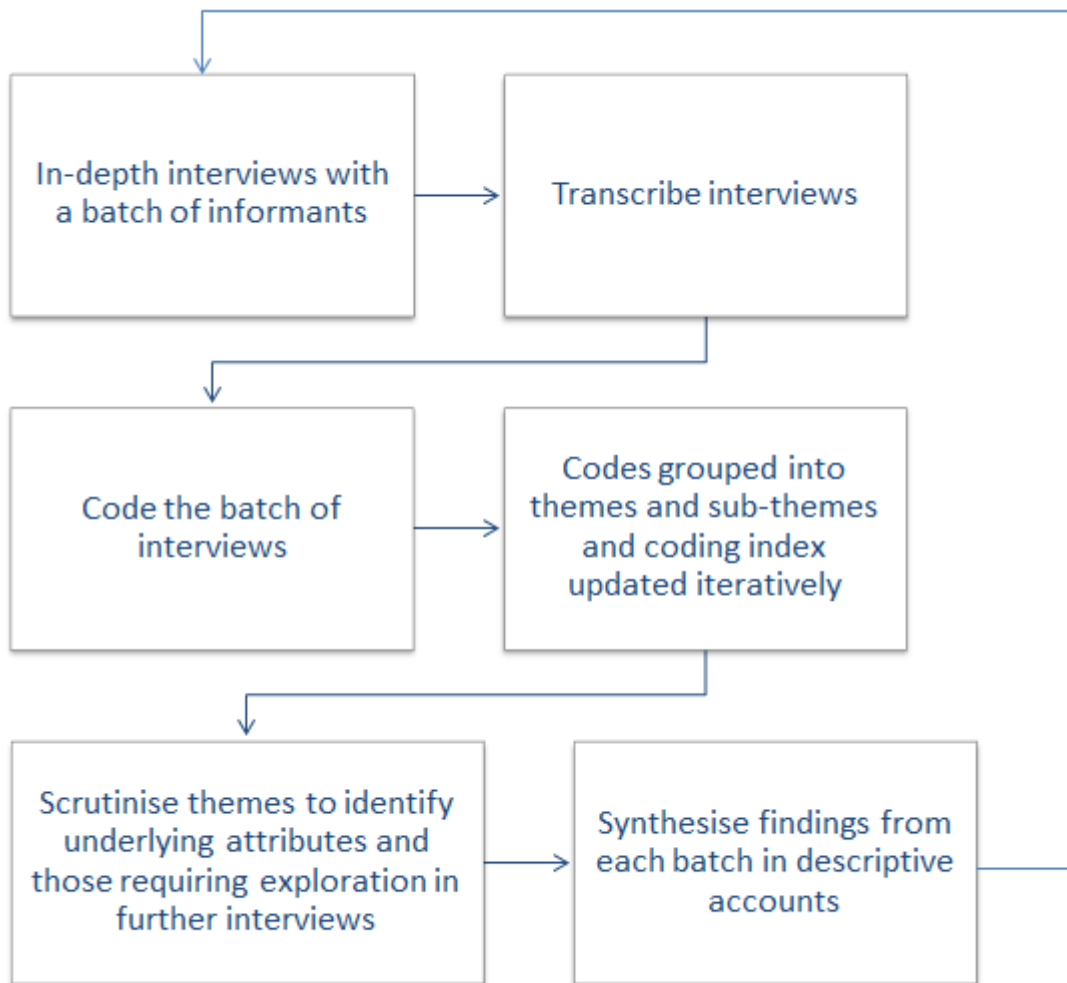 In-depth interviews with
a batch of informants
Transcribe interviews
Code the batch of
interviews
Codes grouped into
themes and sub-themes
and coding index
updated iteratively
Scrutinise themes to identify
underlying attributes and
those requiring exploration in
further interviews
Synthesise findings from
each batch in descriptive
accounts